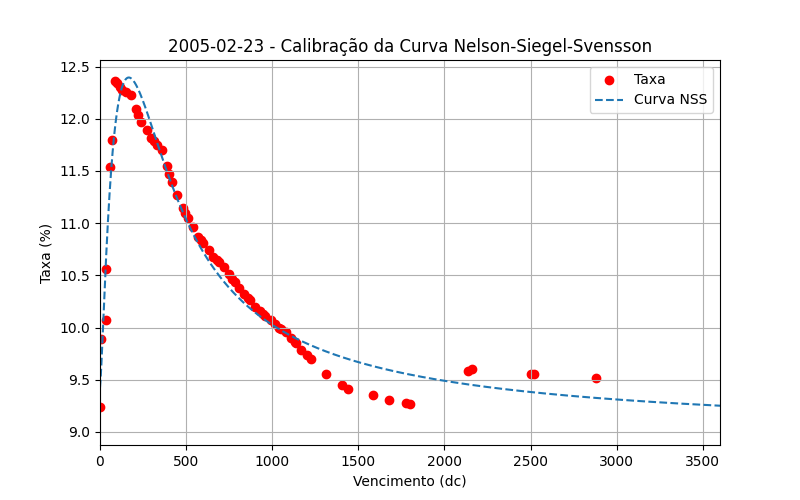 2005-02-23 - Calibração da Curva Nelson-Siegel-Svensson
Taxa
Curva NSS
Taxa (%)
12.5
12.0
11.5
11.0
10.5
10.0
9.5
9.0
0 500 1000 1500 2000 2500 3000 3500
Vencimento (dc)